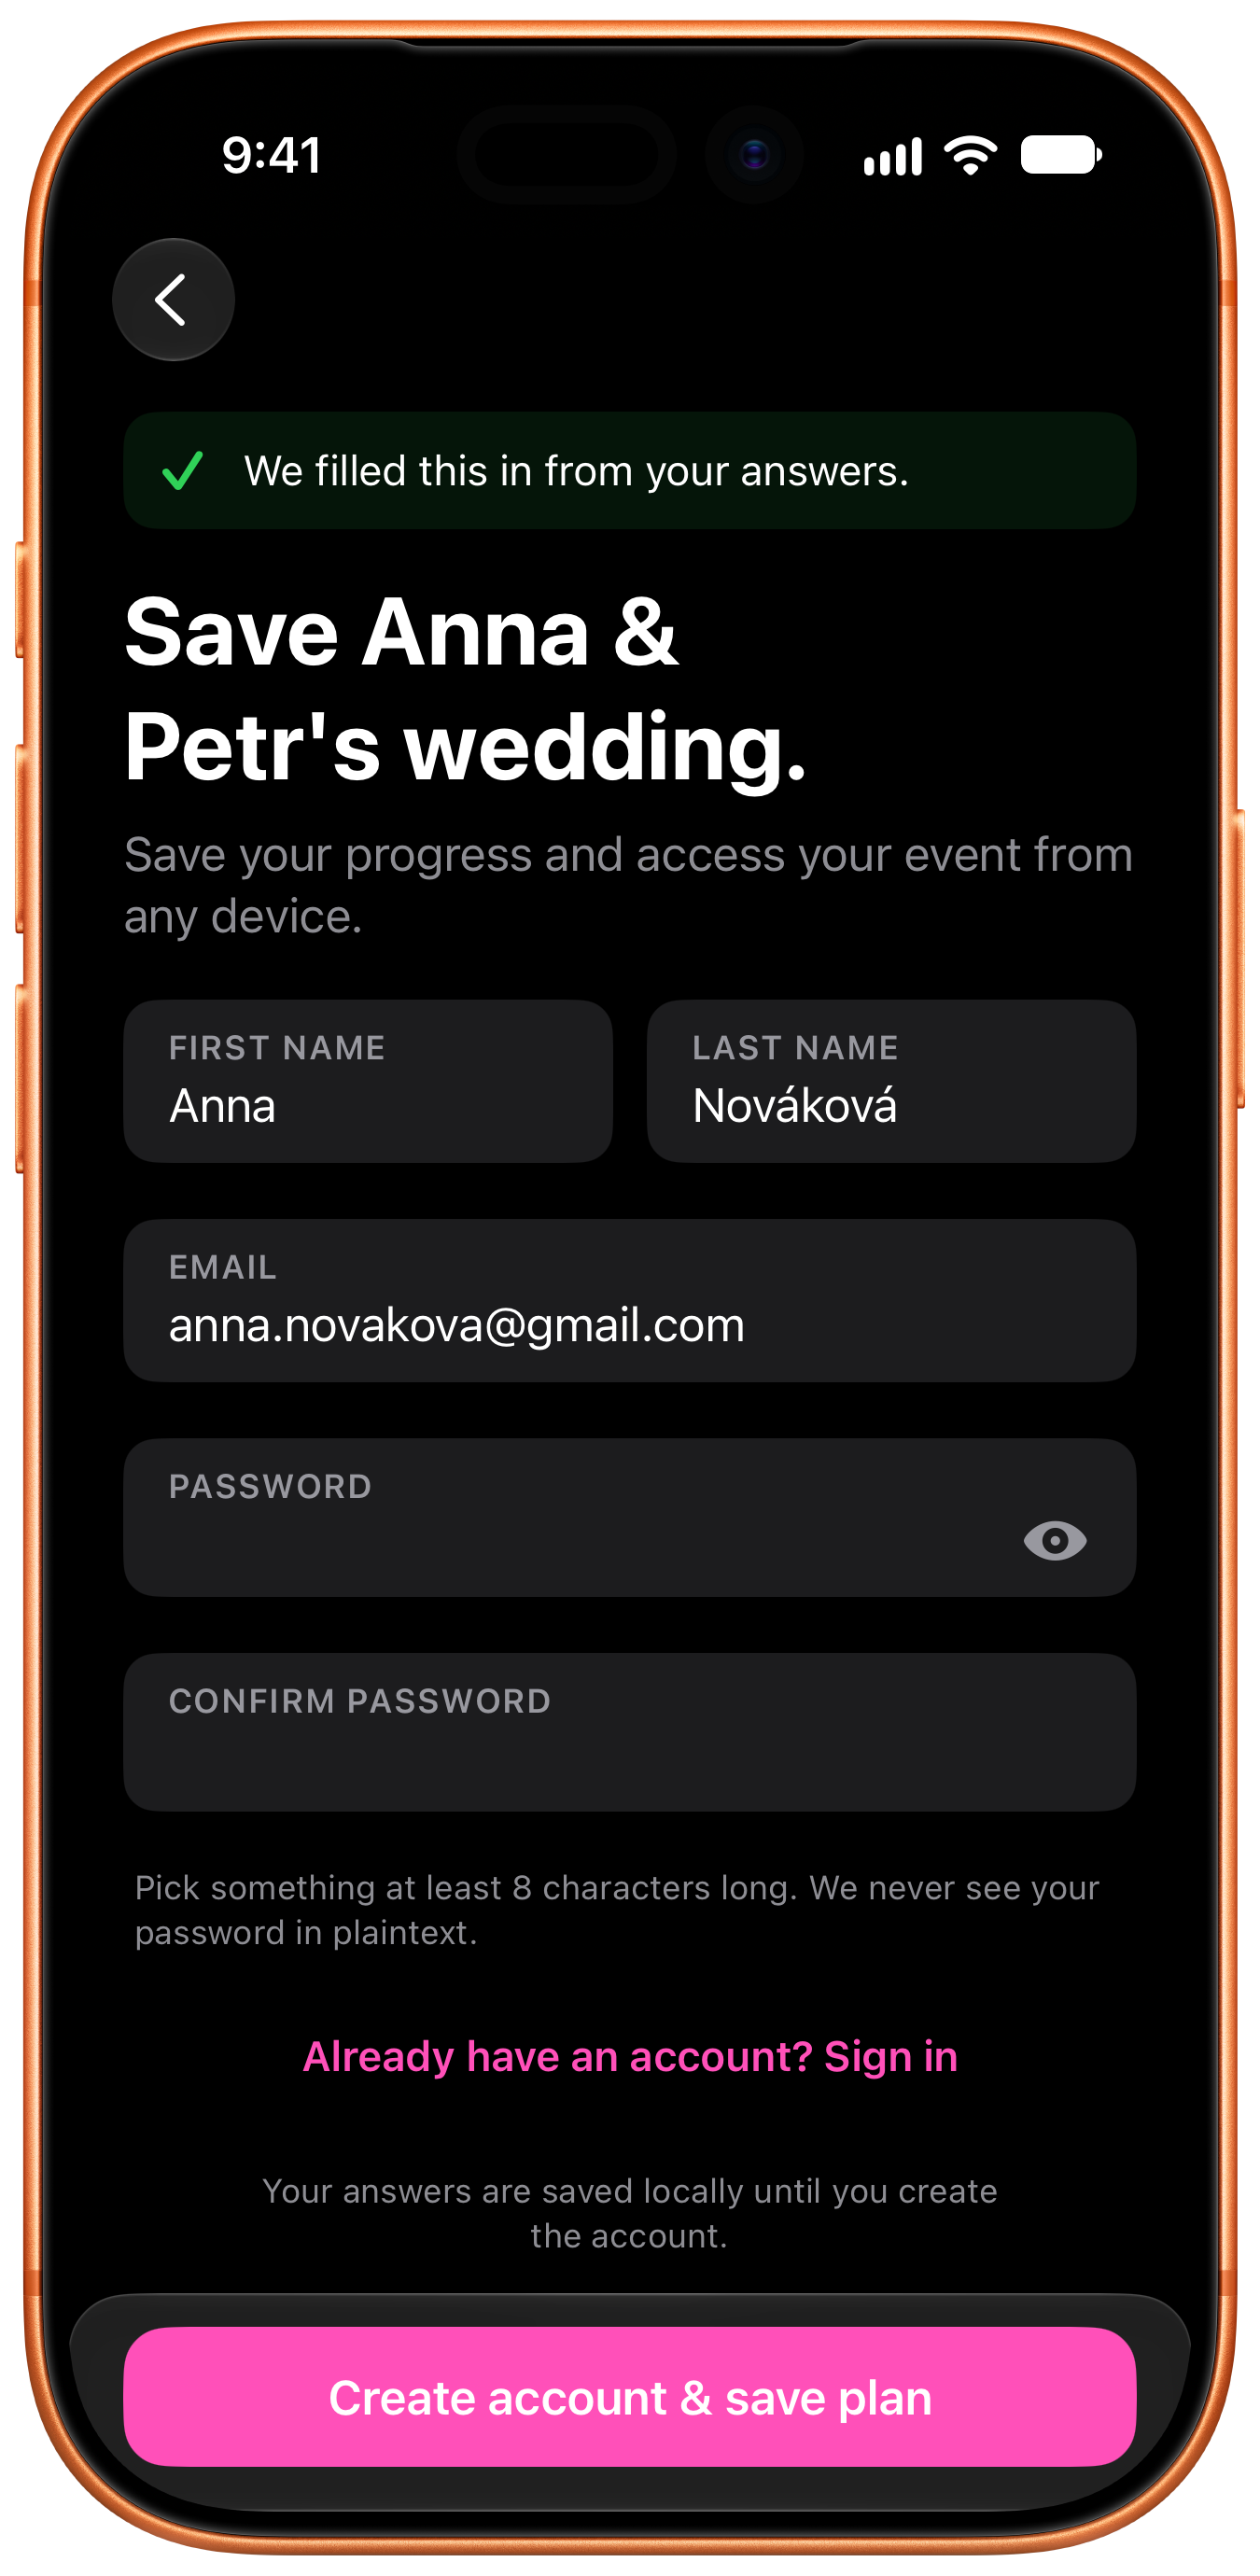 9:41
We filled this in from your answers.
Save Anna &
Petr's wedding.
Save your progress and access your event from
any device.
FIRST NAME
Anna
LAST NAME
Nováková
EMAIL
anna.novakova@gmail.com
PASSWORD
CONFIRM PASSWORD
Pick something at least 8 characters long. We never see your
password in plaintext.
Already have an account? Sign in
Your answers are saved locally until you create
the account.
Create account & save plan